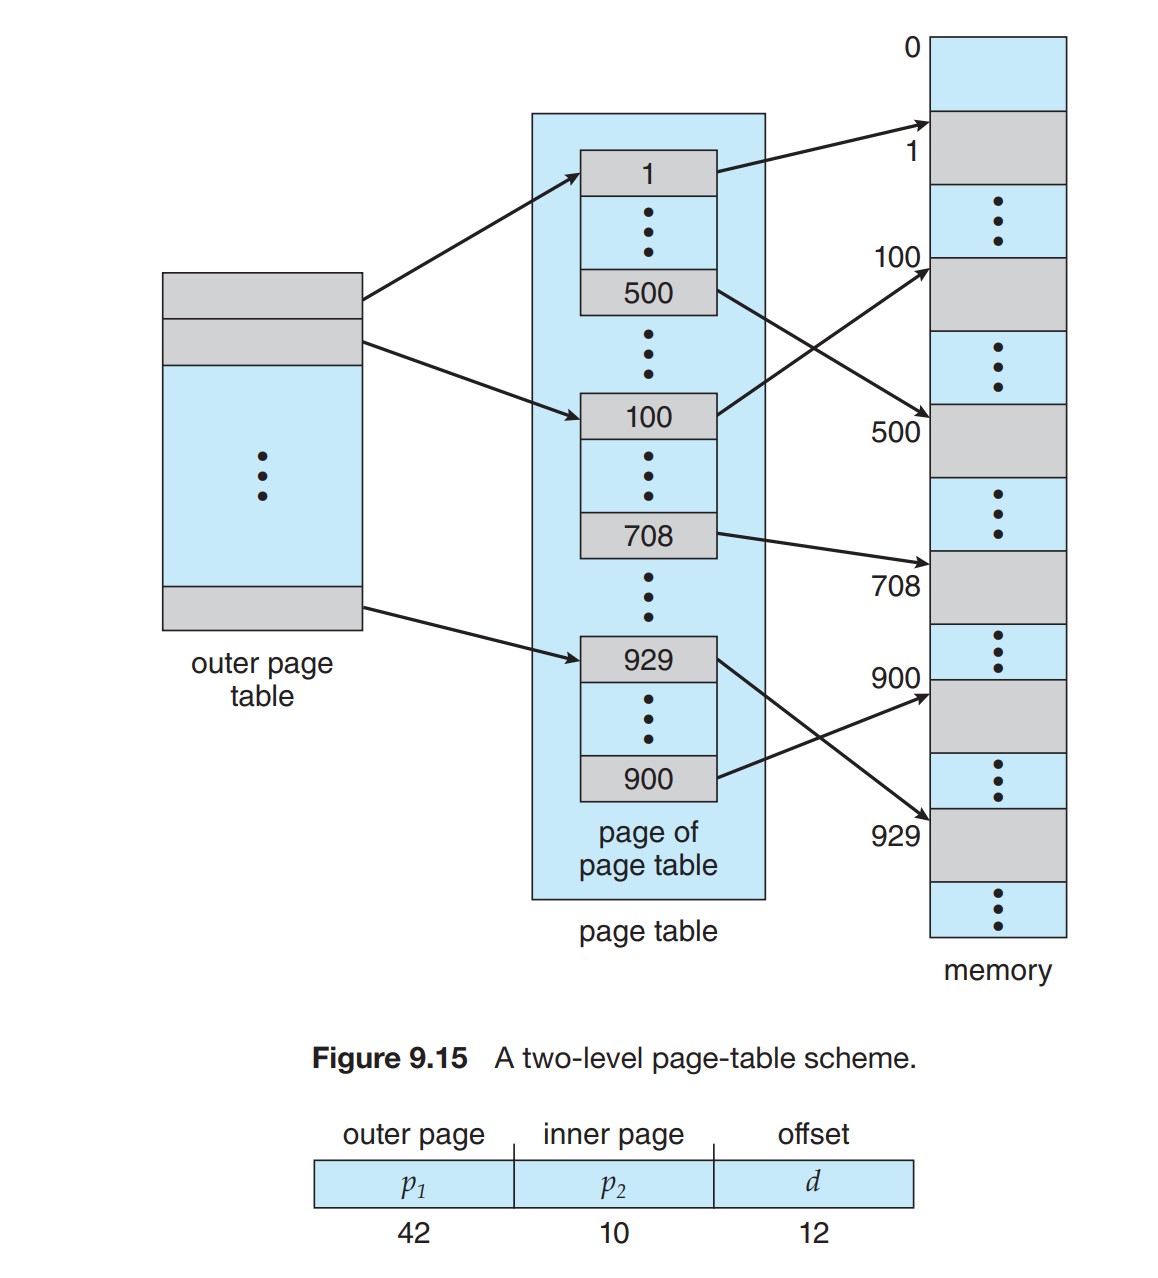 outer page
table
1
500
100
708
929
900
page of
page table
page table
0
1
100
500
708
900
929
memory
Figure 9.15 A two-level page-table scheme.
outer page inner page offset
p1 p2 d
42 10 12